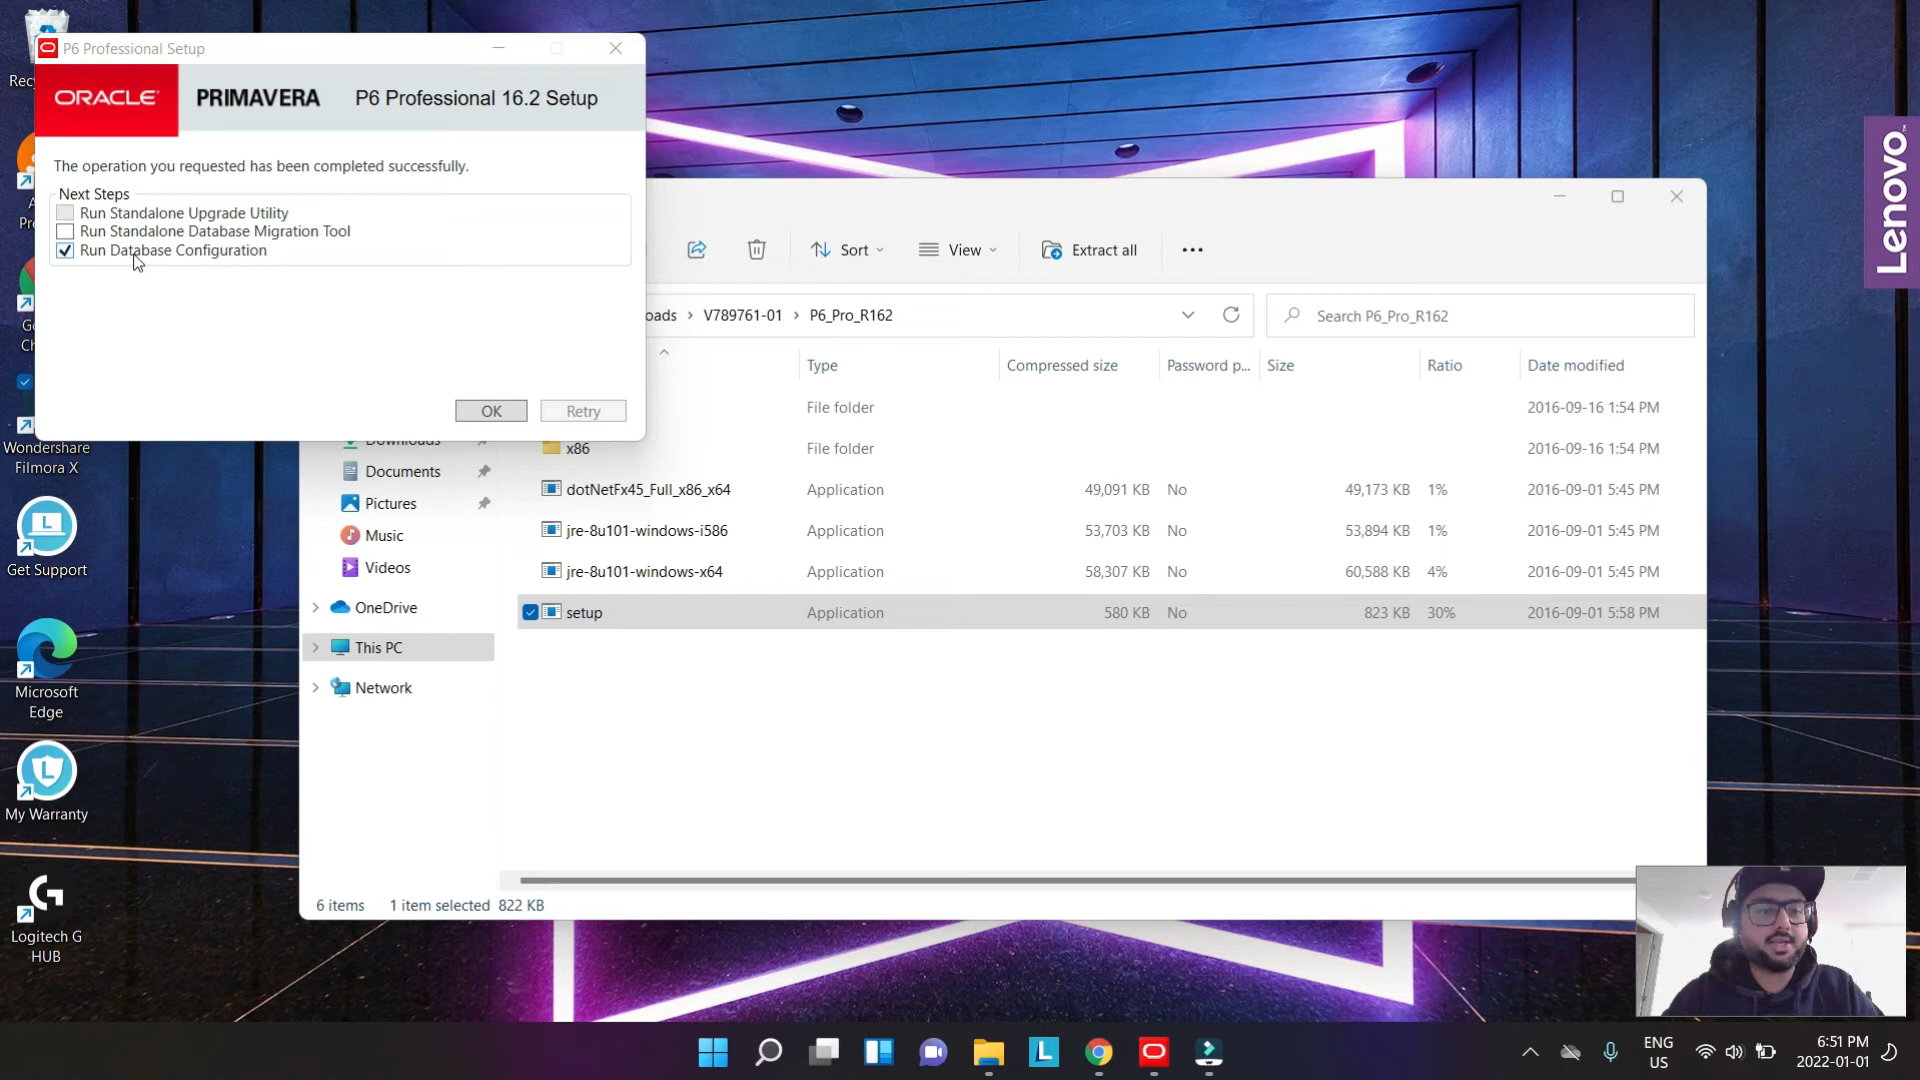 P6 Professional Setup
ORACLE PRIMAVERA P6 Professional 16.2 Setup
The operation you requested has been completed successfully.
Next Steps
Run Standalone Upgrade Utility
Run Standalone Database Migration Tool
Run Database Configuration
OK Retry
Sort View Extract all
oads V789761-01 P6_Pro_R162 Search P6_Pro_R162
Type Compressed size Password p... Size Ratio Date modified
File folder 2016-09-16 1:54 PM
x86 File folder 2016-09-16 1:54 PM
dotNetFx45_Full_x86_x64 Application 49,091 KB No 49,173 KB 1% 2016-09-01 5:45 PM
jre-8u101-windows-i586 Application 53,703 KB No 53,894 KB 1% 2016-09-01 5:45 PM
jre-8u101-windows-x64 Application 58,307 KB No 60,588 KB 4% 2016-09-01 5:45 PM
setup Application 580 KB No 823 KB 30% 2016-09-01 5:58 PM
Downloads
Documents
Pictures
Music
Videos
OneDrive
This PC
Network
6 items 1 item selected 822 KB
Wondershare
Filmora X
Get Support
Microsoft
Edge
My Warranty
Logitech G
HUB
Lenovo
ENG
US
6:51 PM
2022-01-01